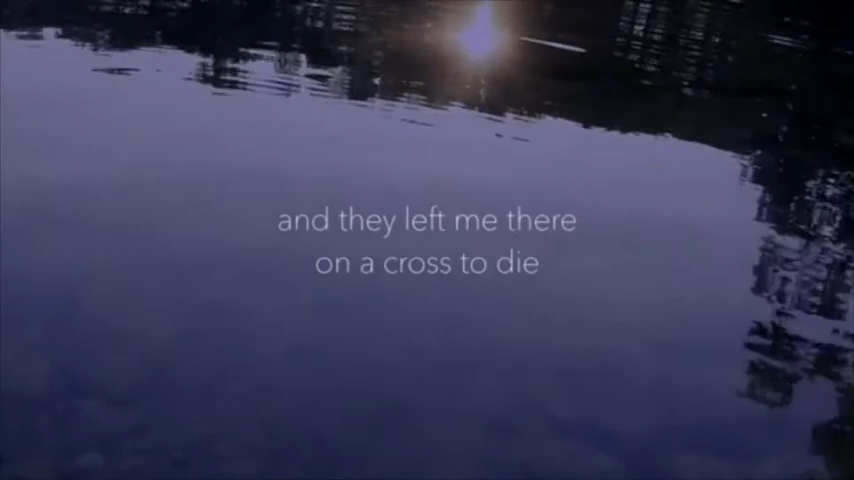 and they left me there
on a cross to die